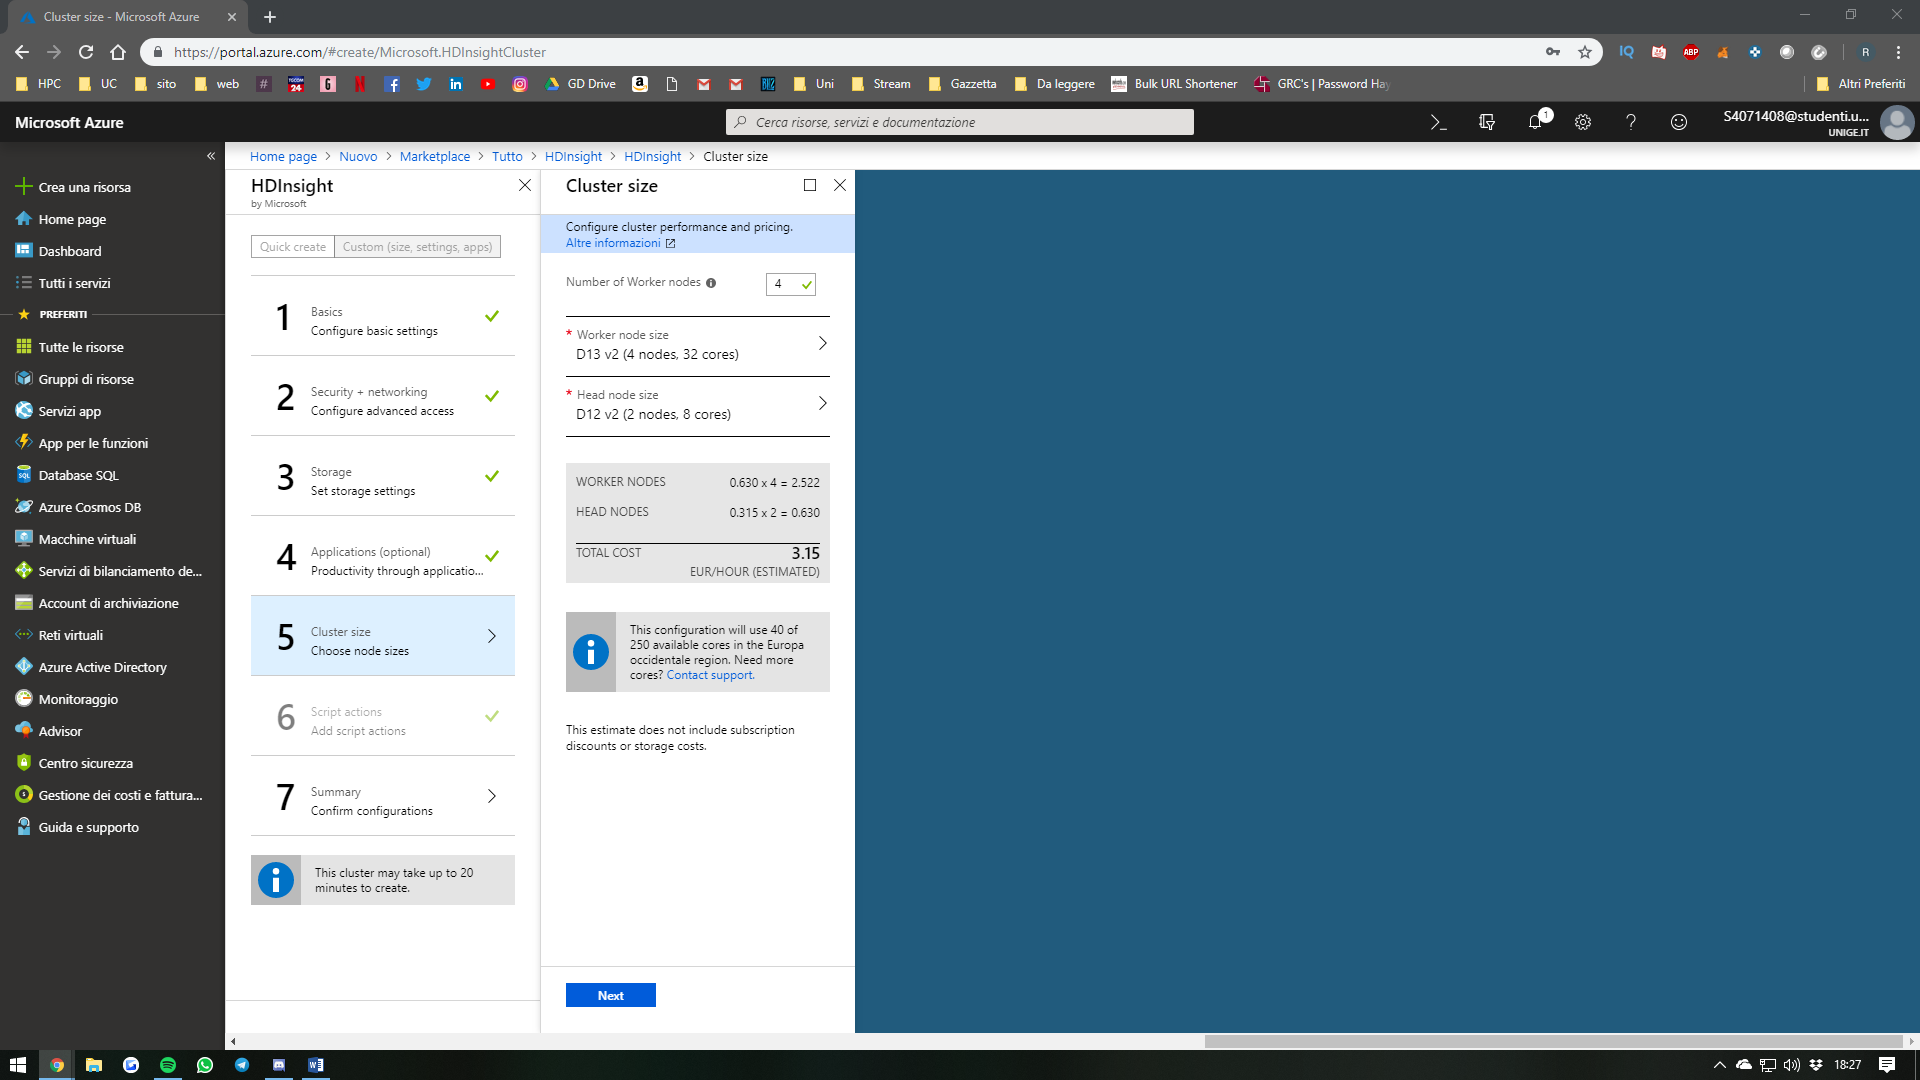 Cluster size - Microsoft Azure
https://portal.azure.com/#create/Microsoft.HDInsightCluster
HPC UC sito web GD Drive Uni Stream Gazzetta Da leggere Bulk URL Shortener GRC's | Password Hay Altri Preferiti
Microsoft Azure
Cerca risorse, servizi e documentazione
1
S4071408@studenti.u...
UNIGE.IT
Home page > Nuovo > Marketplace > Tutto > HDInsight > HDInsight > Cluster size
Crea una risorsa
Home page
Dashboard
Tutti i servizi
PREFERITI
Tutte le risorse
Gruppi di risorse
Servizi app
App per le funzioni
Database SQL
Azure Cosmos DB
Macchine virtuali
Servizi di bilanciamento de...
Account di archiviazione
Reti virtuali
Azure Active Directory
Monitoraggio
Advisor
Centro sicurezza
Gestione dei costi e fattura...
Guida e supporto
HDInsight
by Microsoft
Quick create
Custom (size, settings, apps)
1
Basics
Configure basic settings
2
Security + networking
Configure advanced access
3
Storage
Set storage settings
4
Applications (optional)
Productivity through applicatio...
5
Cluster size
Choose node sizes
6
Script actions
Add script actions
7
Summary
Confirm configurations
This cluster may take up to 20
minutes to create.
Cluster size
Configure cluster performance and pricing.
Altre informazioni
Number of Worker nodes 4
* Worker node size
D13 v2 (4 nodes, 32 cores)
* Head node size
D12 v2 (2 nodes, 8 cores)
WORKER NODES 0.630 x 4 = 2.522
HEAD NODES 0.315 x 2 = 0.630
TOTAL COST 3.15
EUR/HOUR (ESTIMATED)
This configuration will use 40 of
250 available cores in the Europa
occidentale region. Need more
cores? Contact support.
This estimate does not include subscription
discounts or storage costs.
Next
18:27